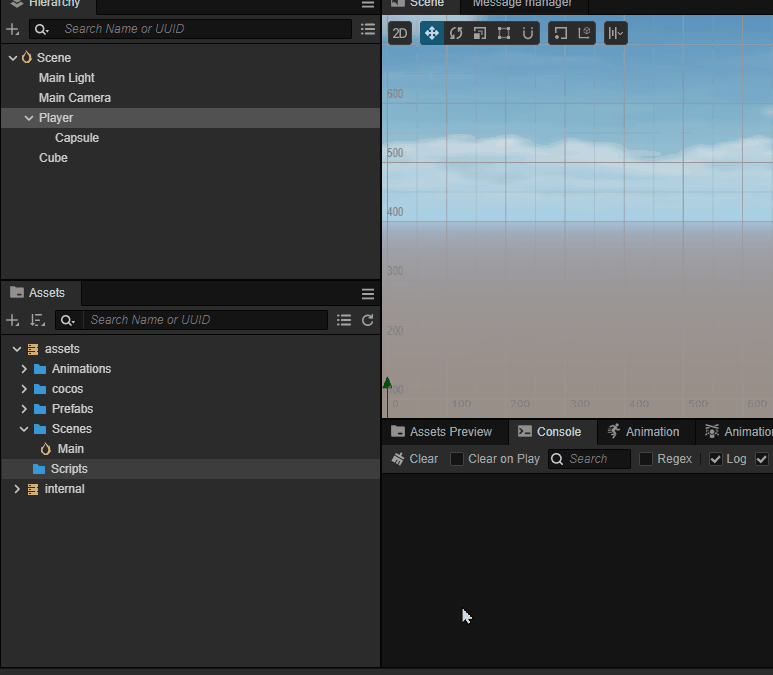 Hierarchy
Search Name or UUID
Scene
Main Light
Main Camera
Player
Capsule
Cube
Assets
Search Name or UUID
assets
Animations
cocos
Prefabs
Scenes
Main
Scripts
internal
Scene Message manager
2D
600
500
400
300
200
0 100 200 300 400 500 600
Assets Preview Console Animation Animatio
Clear Clear on Play Search Regex Log